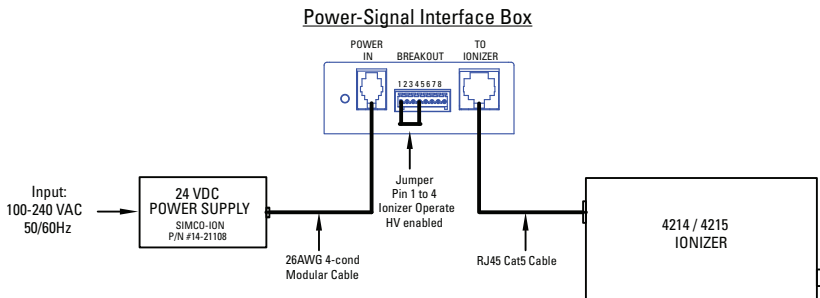 Power-Signal Interface Box
POWER
IN
BREAKOUT
TO
IONIZER
1 2 3 4 5 6 7 8
Input:
100-240 VAC
50/60Hz
24 VDC
POWER SUPPLY
SIMCO-ION
P/N #14-21108
26AWG 4-cond
Modular Cable
Jumper
Pin 1 to 4
Ionizer Operate
HV enabled
RJ45 Cat5 Cable
4214 / 4215
IONIZER